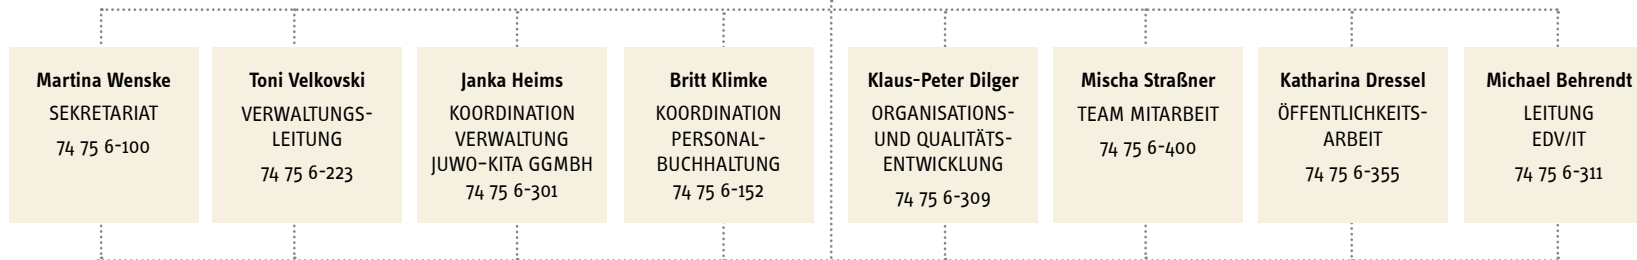 Martina Wenske
SEKRETARIAT
74 75 6-100
Toni Velkovski
VERWALTUNGS-
LEITUNG
74 75 6-223
Janka Heims
KOORDINATION
VERWALTUNG
JUWO-KITA GGMBH
74 75 6-301
Britt Klimke
KOORDINATION
PERSONAL-
BUCHHALTUNG
74 75 6-152
Klaus-Peter Dilger
ORGANISATIONS-
UND QUALITÄTS-
ENTWICKLUNG
74 75 6-309
Mischa Straßner
TEAM MITARBEIT
74 75 6-400
Katharina Dressel
ÖFFENTLICHKEITS-
ARBEIT
74 75 6-355
Michael Behrendt
LEITUNG
EDV/IT
74 75 6-311